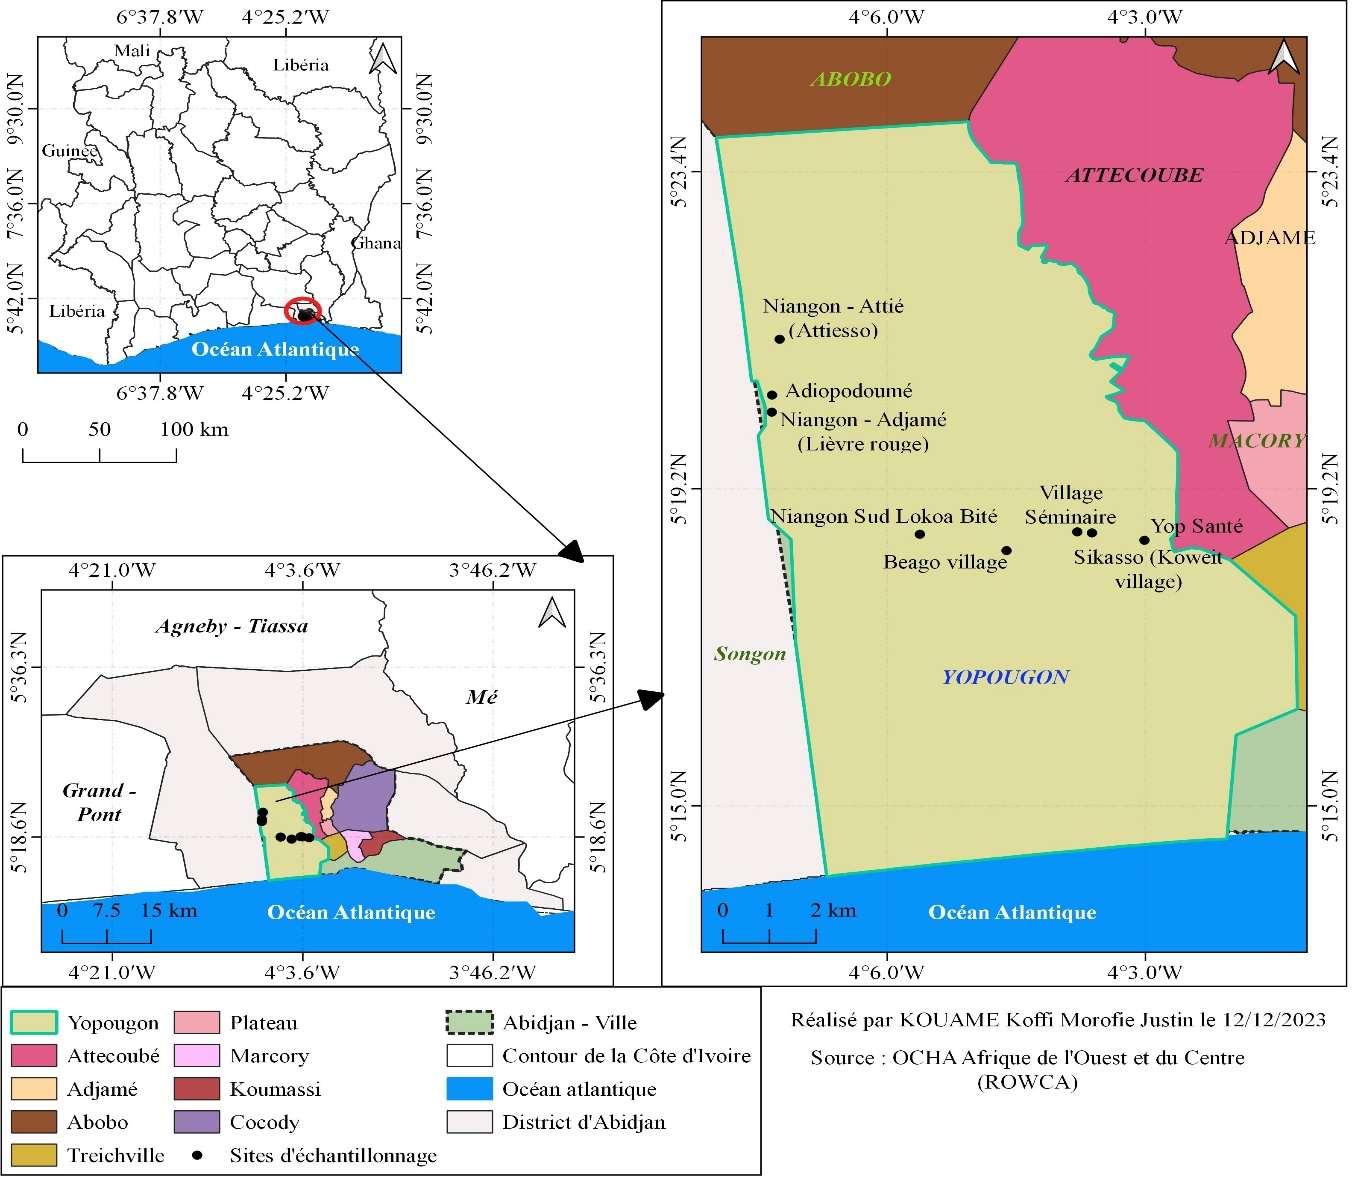 6°37.8'W 4°25.2'W
Mali
Libéria
Guinée
Ghana
Libéria
Océan Atlantique
9°30.0'N 9°30.0'N
7°36.0'N 7°36.0'N
5°42.0'N 5°42.0'N
6°37.8'W 4°25.2'W
0 50 100 km
4°21.0'W 4°3.6'W 3°46.2'W
Agneby - Tiassa
Mé
Grand -
Pont
5°36.3'N 5°36.3'N
5°18.6'N 5°18.6'N
0 7.5 15 km
Océan Atlantique
4°21.0'W 4°3.6'W 3°46.2'W
4°6.0'W 4°3.0'W
ABOBO
ATTECOUBE
ADJAME
5°23.4'N 5°23.4'N
Niangon - Attié
(Attiesso)
Adiopodoumé
Niangon - Adjamé
(Lièvre rouge)
MACORY
5°19.2'N 5°19.2'N
Village
Séminaire
Niangon Sud Lokoa Bité
Yop Santé
Beago village
Sikasso (Koweit
village)
Songon
YOPOUGON
5°15.0'N 5°15.0'N
0 1 2 km
Océan Atlantique
4°6.0'W 4°3.0'W
Yopougon
Attecoubé
Adjamé
Abobo
Treichville
Plateau
Marcory
Koumassi
Cocody
Sites d'échantillonnage
Abidjan - Ville
Contour de la Côte d'Ivoire
Océan atlantique
District d'Abidjan
Réalisé par KOUAME Koffi Morofie Justin le 12/12/2023
Source : OCHA Afrique de l'Ouest et du Centre
(ROWCA)